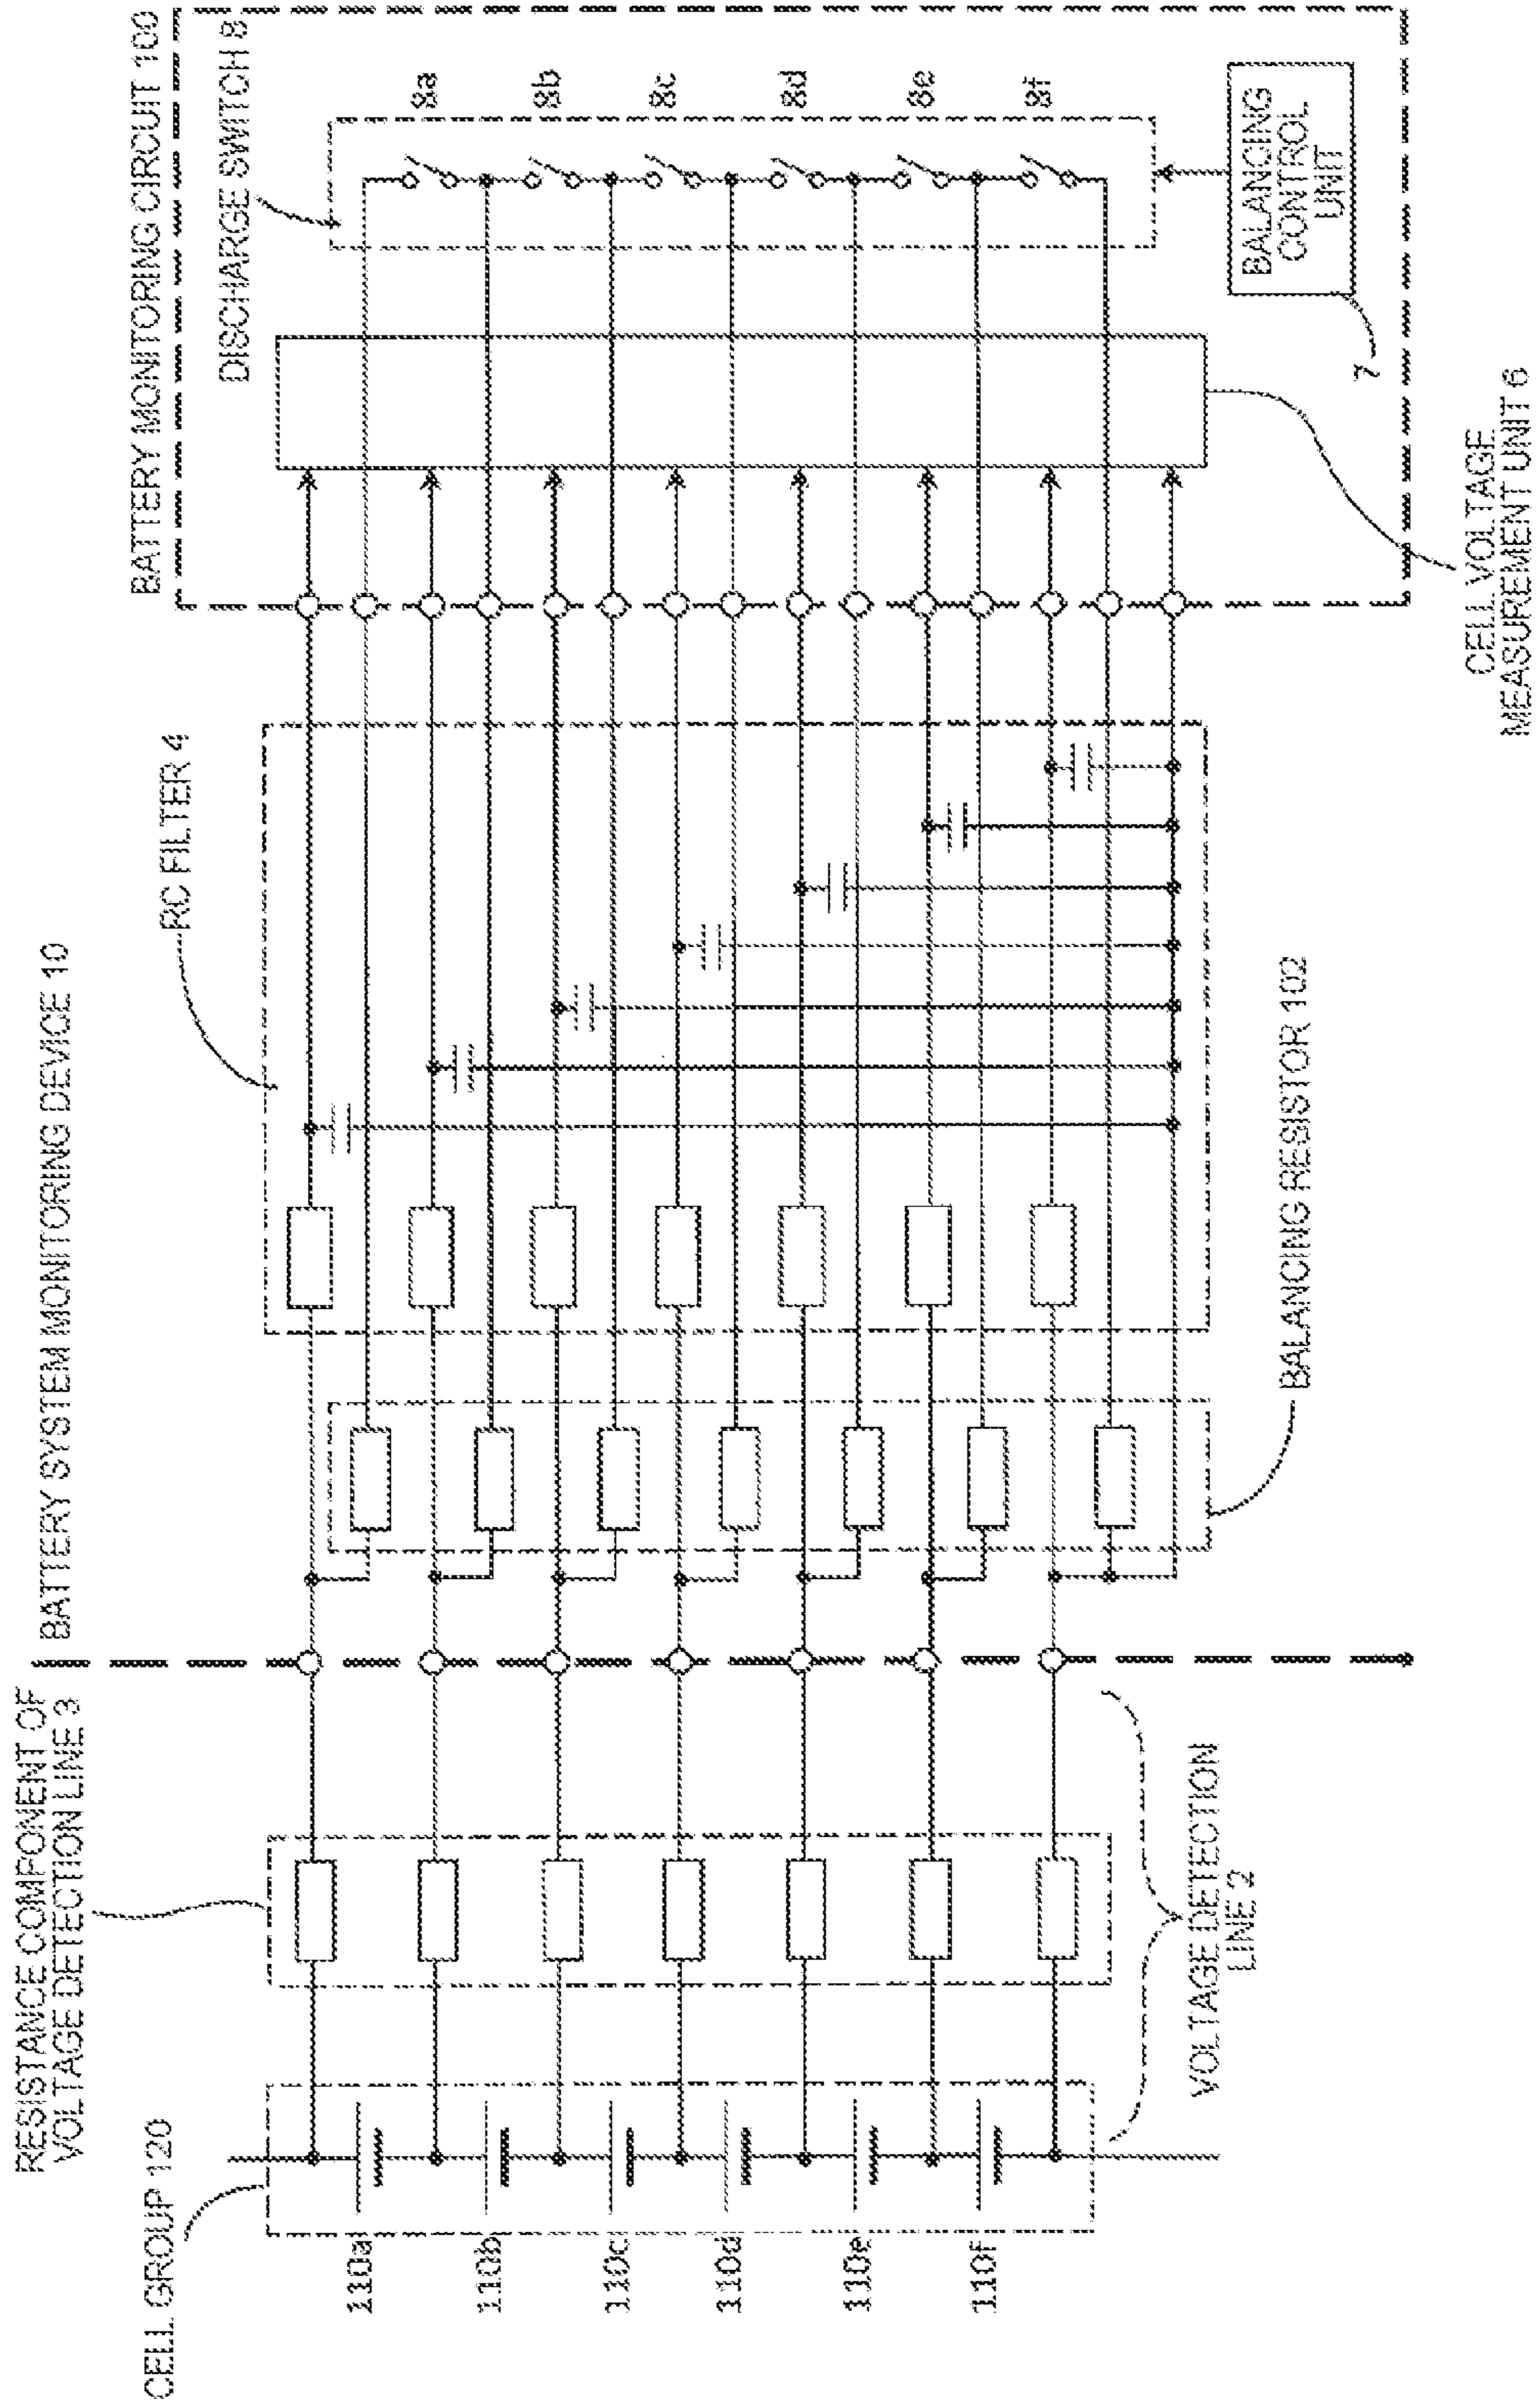 BATTERY SYSTEM MONITORING DEVICE 10
BATTERY MONITORING CIRCUIT 100
RESISTANCE COMPONENT OF
VOLTAGE DETECTION LINE 3
CELL GROUP 120
RC FILTER 4
DISCHARGE SWITCH 8
110a
110b
110c
110d
110e
110f
8a
8b
8c
8d
8e
8f
BALANCING
CONTROL
UNIT
7
VOLTAGE DETECTION
LINE 2
BALANCING RESISTOR 102
CELL VOLTAGE
MEASUREMENT UNIT 6